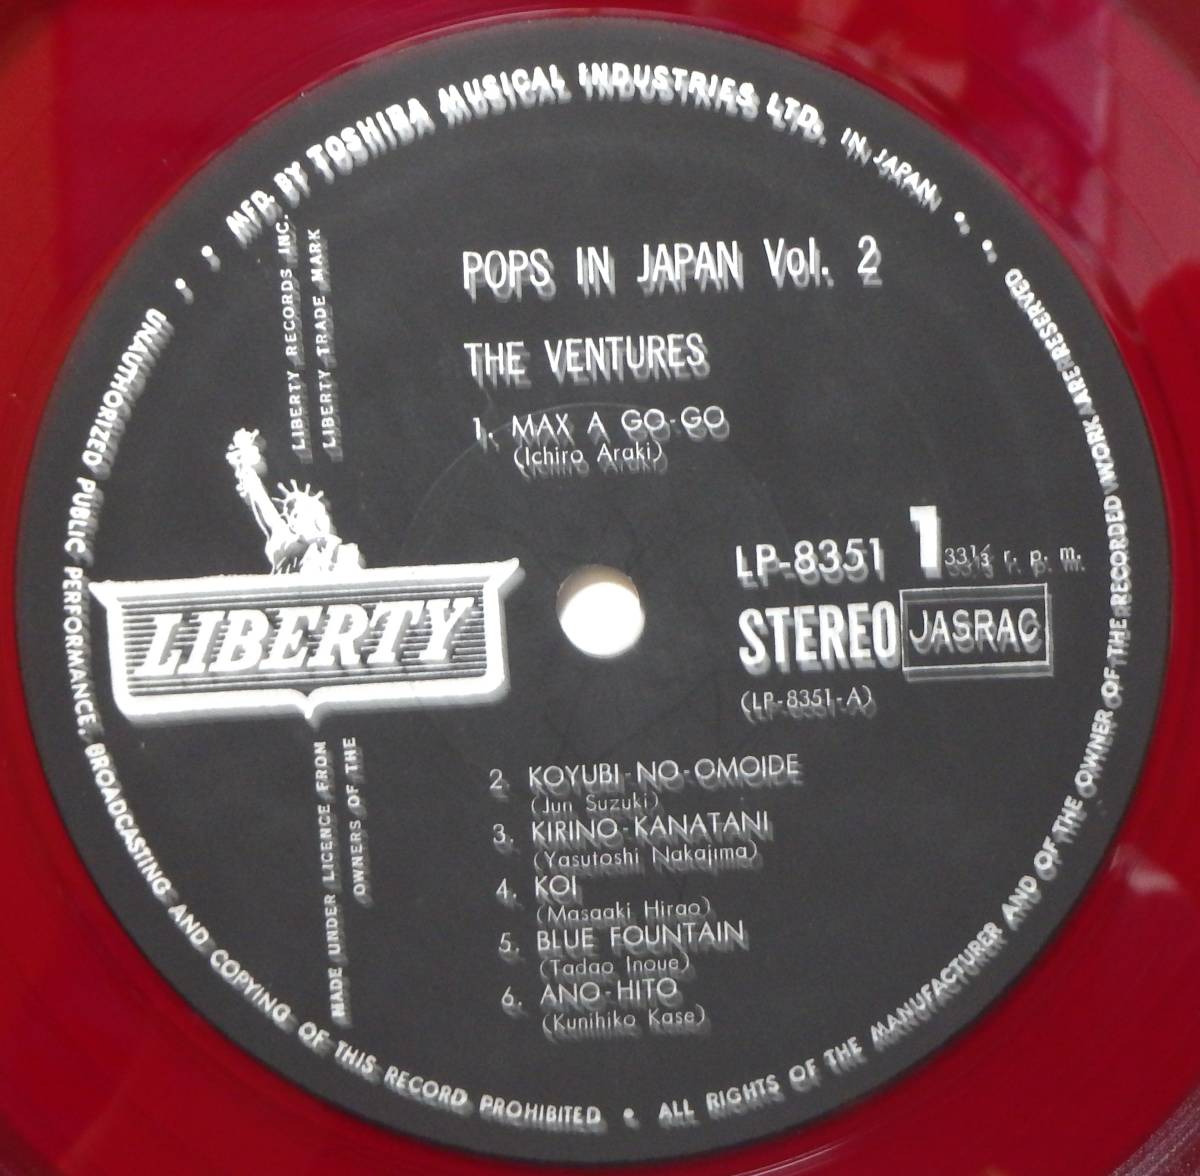 MFD. BY TOSHIBA MUSICAL INDUSTRIES LTD. IN JAPAN
LIBERTY RECORDS INC.
LIBERTY TRADE MARK
POPS IN JAPAN Vol. 2
THE VENTURES
1. MAX A GO-GO
(Ichiro Araki)
LIBERTY
LP-8351 1 33⅓ r. p. m.
STEREO JASRAC
(LP-8351-A)
MADE UNDER LICENCE FROM
OWNERS OF THE
2. KOYUBI-NO-OMOIDE
(Jun Suzuki)
3. KIRINO-KANATANI
(Yasutoshi Nakajima)
4. KOI
(Masaaki Hirao)
5. BLUE FOUNTAIN
(Tadao Inoue)
6. ANO-HITO
(Kunihiko Kase)
UNAUTHORIZED PUBLIC PERFORMANCE, BROADCASTING AND COPYING OF THIS RECORD PROHIBITED • ALL RIGHTS OF THE MANUFACTURER AND OF THE OWNER OF THE RECORDED WORK ARE RESERVED